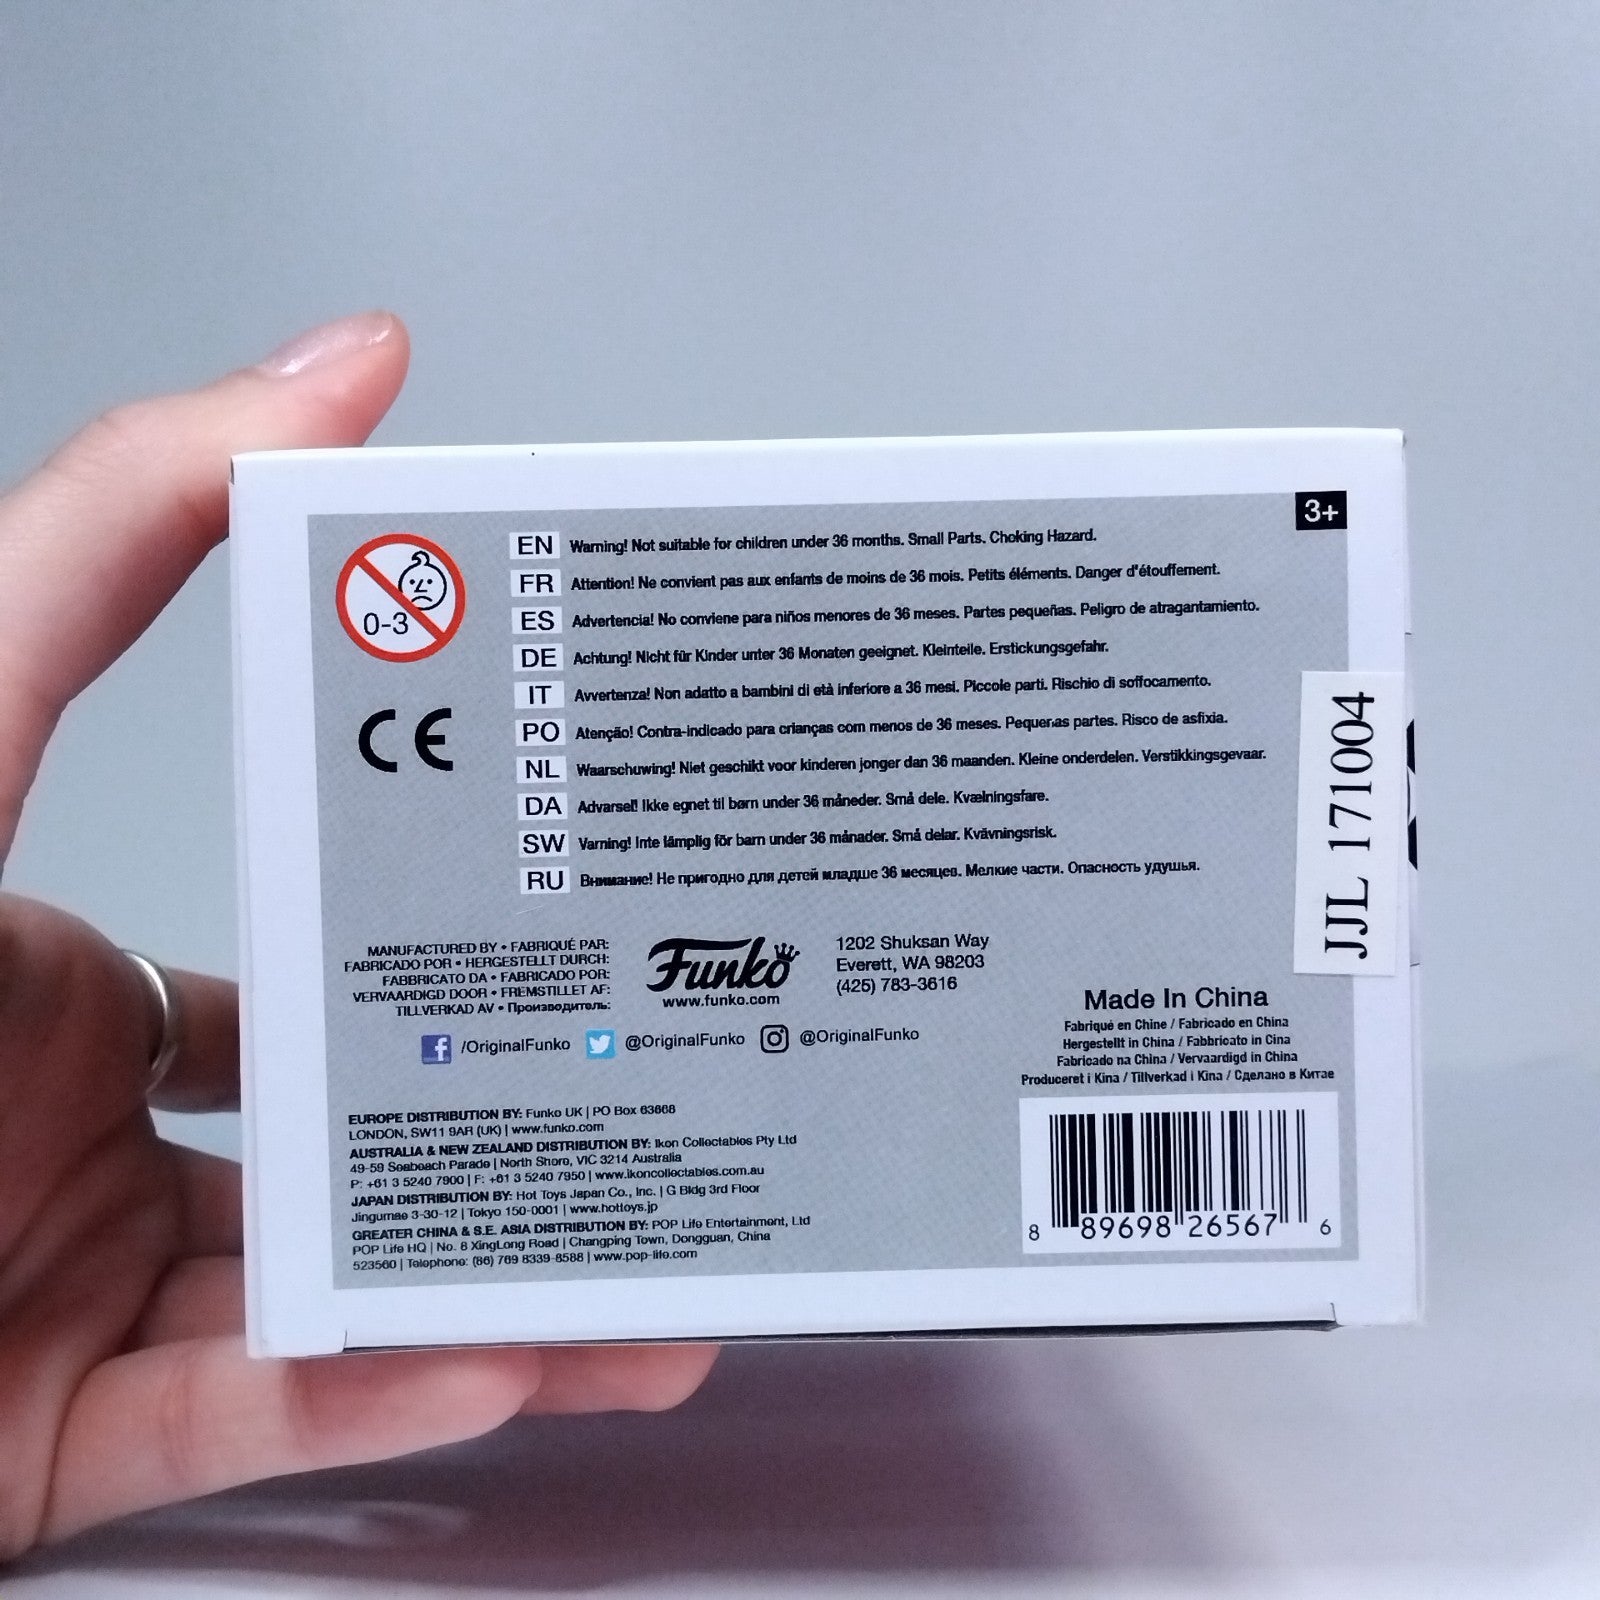 3+
0-3
EN Warning! Not suitable for children under 36 months. Small Parts. Choking Hazard.
FR Attention! Ne convient pas aux enfants de moins de 36 mois. Petits éléments. Danger d'étouffement.
ES Advertencia! No conviene para niños menores de 36 meses. Partes pequeñas. Peligro de atragantamiento.
DE Achtung! Nicht für Kinder unter 36 Monaten geeignet. Kleinteile. Erstickungsgefahr.
IT Avvertenza! Non adatto a bambini di età inferiore a 36 mesi. Piccole parti. Rischio di soffocamento.
PO Atenção! Contra-indicado para crianças com menos de 36 meses. Pequenas partes. Risco de asfixia.
NL Waarschuwing! Niet geschikt voor kinderen jonger dan 36 maanden. Kleine onderdelen. Verstikkingsgevaar.
DA Advarsel! Ikke egnet til børn under 36 måneder. Små dele. Kvælningsfare.
SW Varning! Inte lämplig för barn under 36 månader. Små delar. Kvävningsrisk.
RU Внимание! Не пригодно для детей младше 36 месяцев. Мелкие части. Опасность удушья.
CE
JJL 171004
MANUFACTURED BY • FABRIQUÉ PAR:
FABRICADO POR • HERGESTELLT DURCH:
FABBRICATO DA • FABRICADO POR:
VERVAARDIGD DOOR • FREMSTILLET AF:
TILLVERKAD AV • Производитель:
Funko
www.funko.com
1202 Shuksan Way
Everett, WA 98203
(425) 783-3616
/OriginalFunko @OriginalFunko @OriginalFunko
Made In China
Fabriqué en Chine / Fabricado en China
Hergestellt in China / Fabbricato in Cina
Fabricado na China / Vervaardigd in China
Produceret i Kina / Tillverkad i Kina / Сделано в Китае
EUROPE DISTRIBUTION BY: Funko UK | PO Box 63668
LONDON, SW11 9AR (UK) | www.funko.com
AUSTRALIA & NEW ZEALAND DISTRIBUTION BY: Ikon Collectables Pty Ltd
49-59 Seabeach Parade | North Shore, VIC 3214 Australia
P: +61 3 5240 7900 | F: +61 3 5240 7950 | www.ikoncollectables.com.au
JAPAN DISTRIBUTION BY: Hot Toys Japan Co., Inc. | G Bldg 3rd Floor
Jingumae 3-30-12 | Tokyo 150-0001 | www.hottoys.jp
GREATER CHINA & S.E. ASIA DISTRIBUTION BY: POP Life Entertainment, Ltd
POP Life HQ | No. 8 XingLong Road | Changping Town, Dongguan, China
523560 | Telephone: (86) 769 8339-8588 | www.pop-life.com
8 89698 26567 6